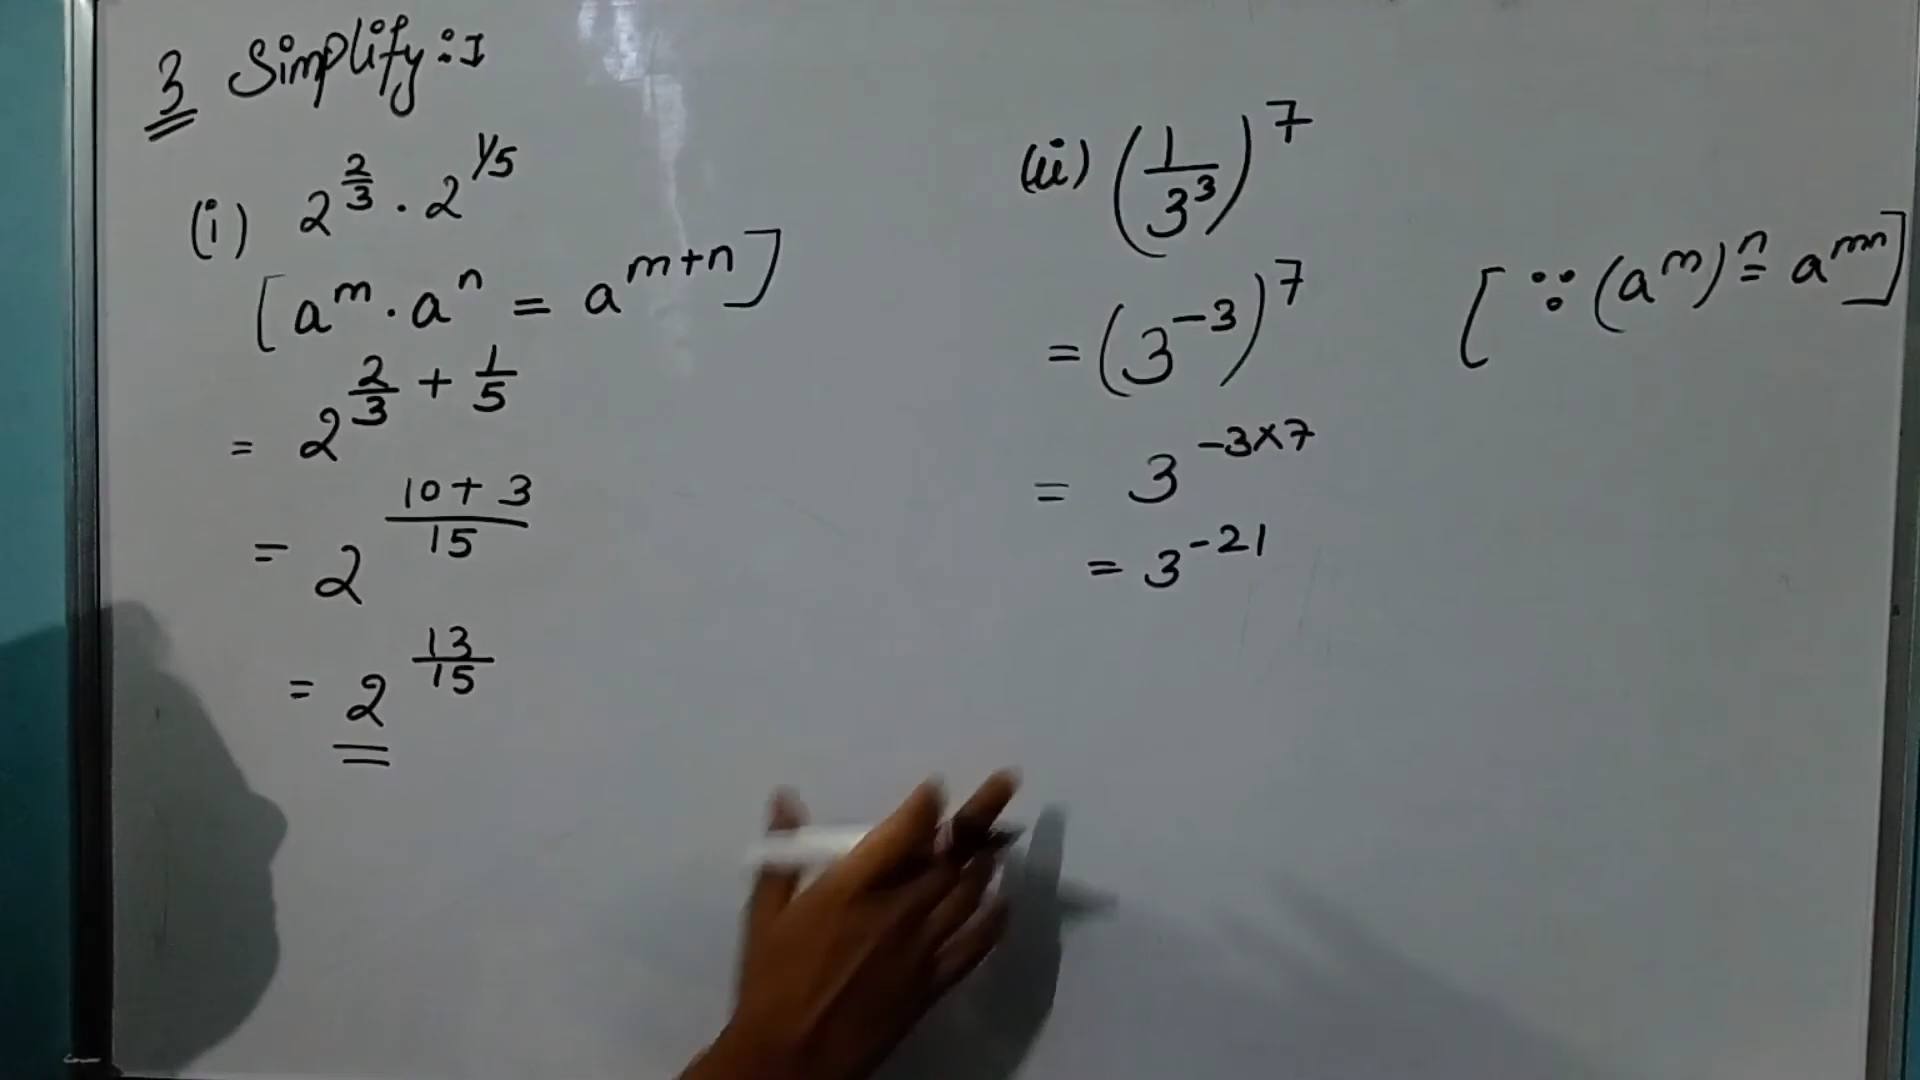 3 Simplify :-
(i) 2^{2/3} . 2^{1/5}
[a^m . a^n = a^{m+n}]
= 2^{2/3 + 1/5}
= 2^{(10+3)/15}
= 2^{13/15}
(ii) (1/3^3)^7
= (3^{-3})^7 [∵ (a^m)^n = a^{mn}]
= 3^{-3×7}
= 3^{-21}